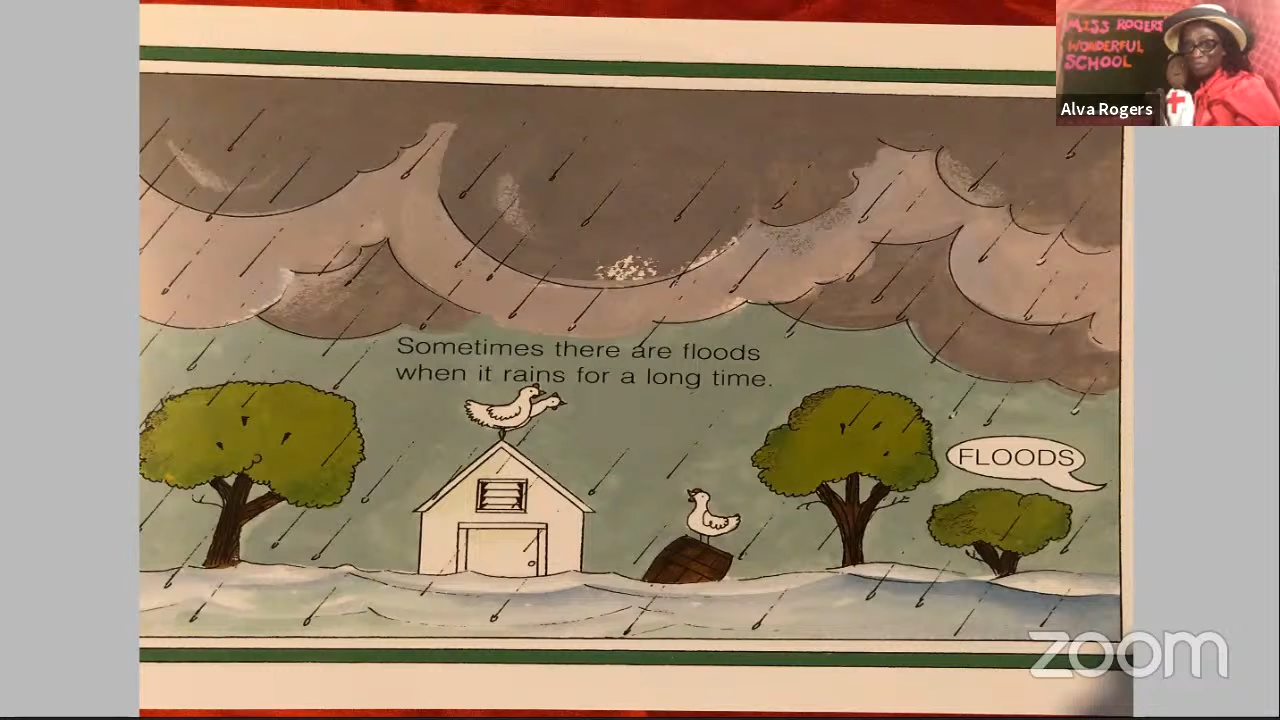 MISS ROGERS
WONDERFUL
SCHOOL
Alva Rogers
Sometimes there are floods
when it rains for a long time.
FLOODS
zoom